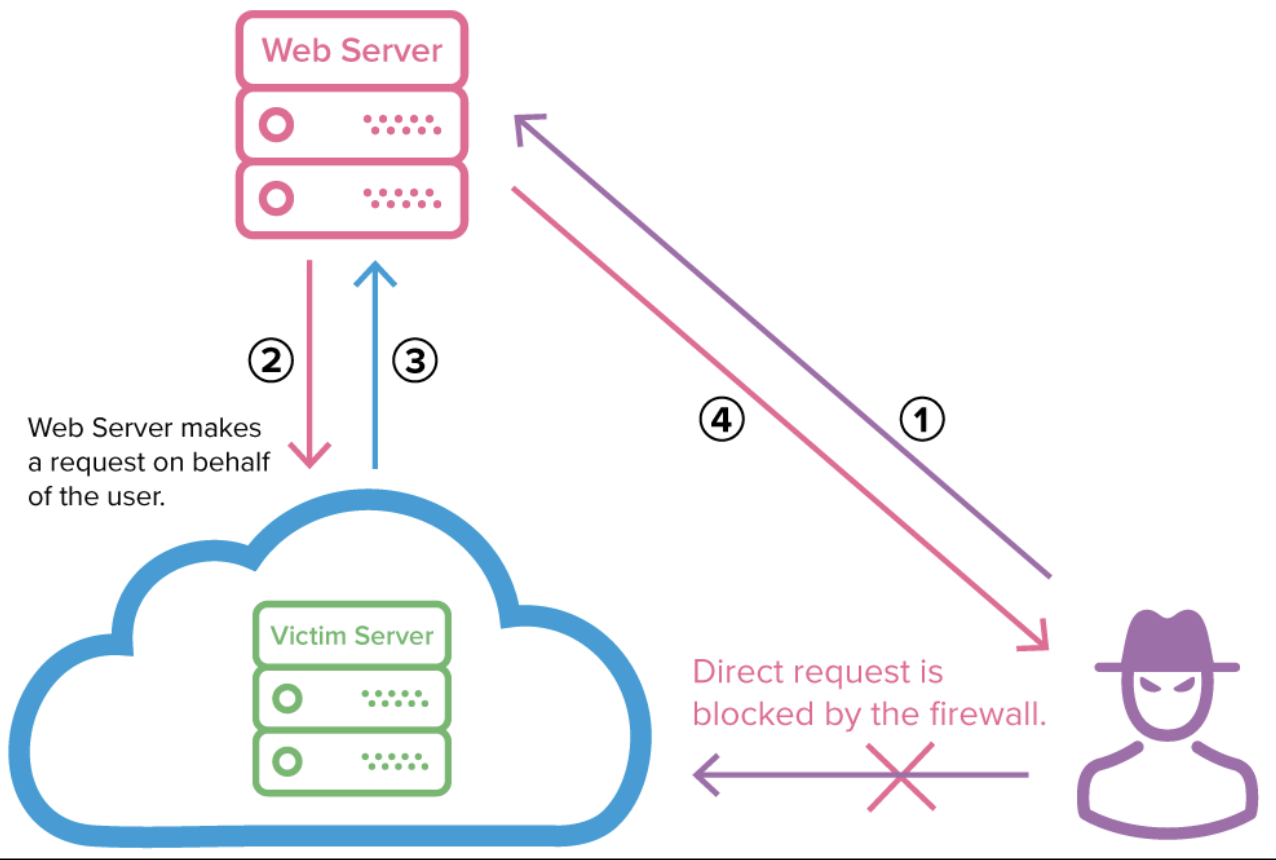 Web Server
②
③
Web Server makes
a request on behalf
of the user.
④
①
Victim Server
Direct request is
blocked by the firewall.